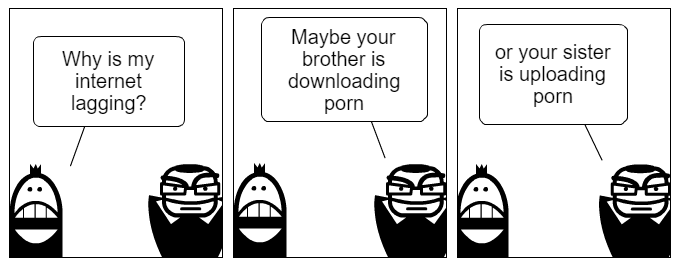 Why is my
internet
lagging?
Maybe your
brother is
downloading
porn
or your sister
is uploading
porn